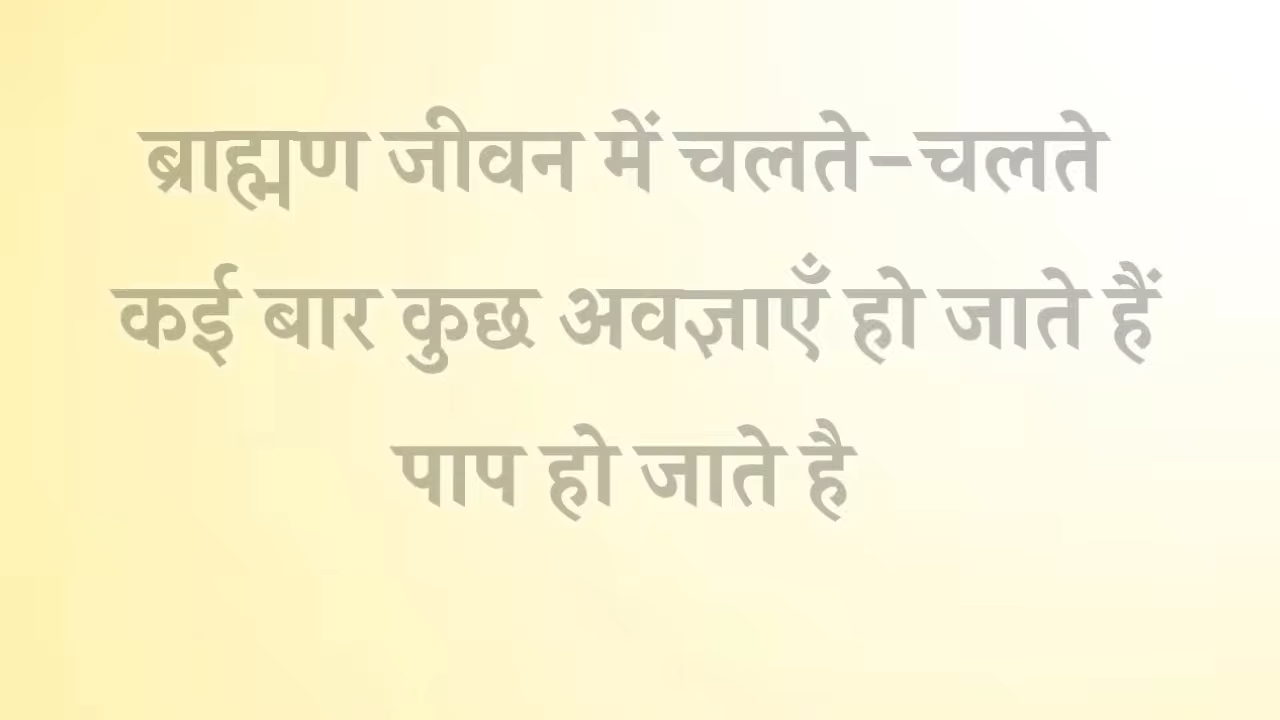 ब्राह्मण जीवन में चलते-चलते
कई बार कुछ अवज्ञाएँ हो जाते हैं
पाप हो जाते है